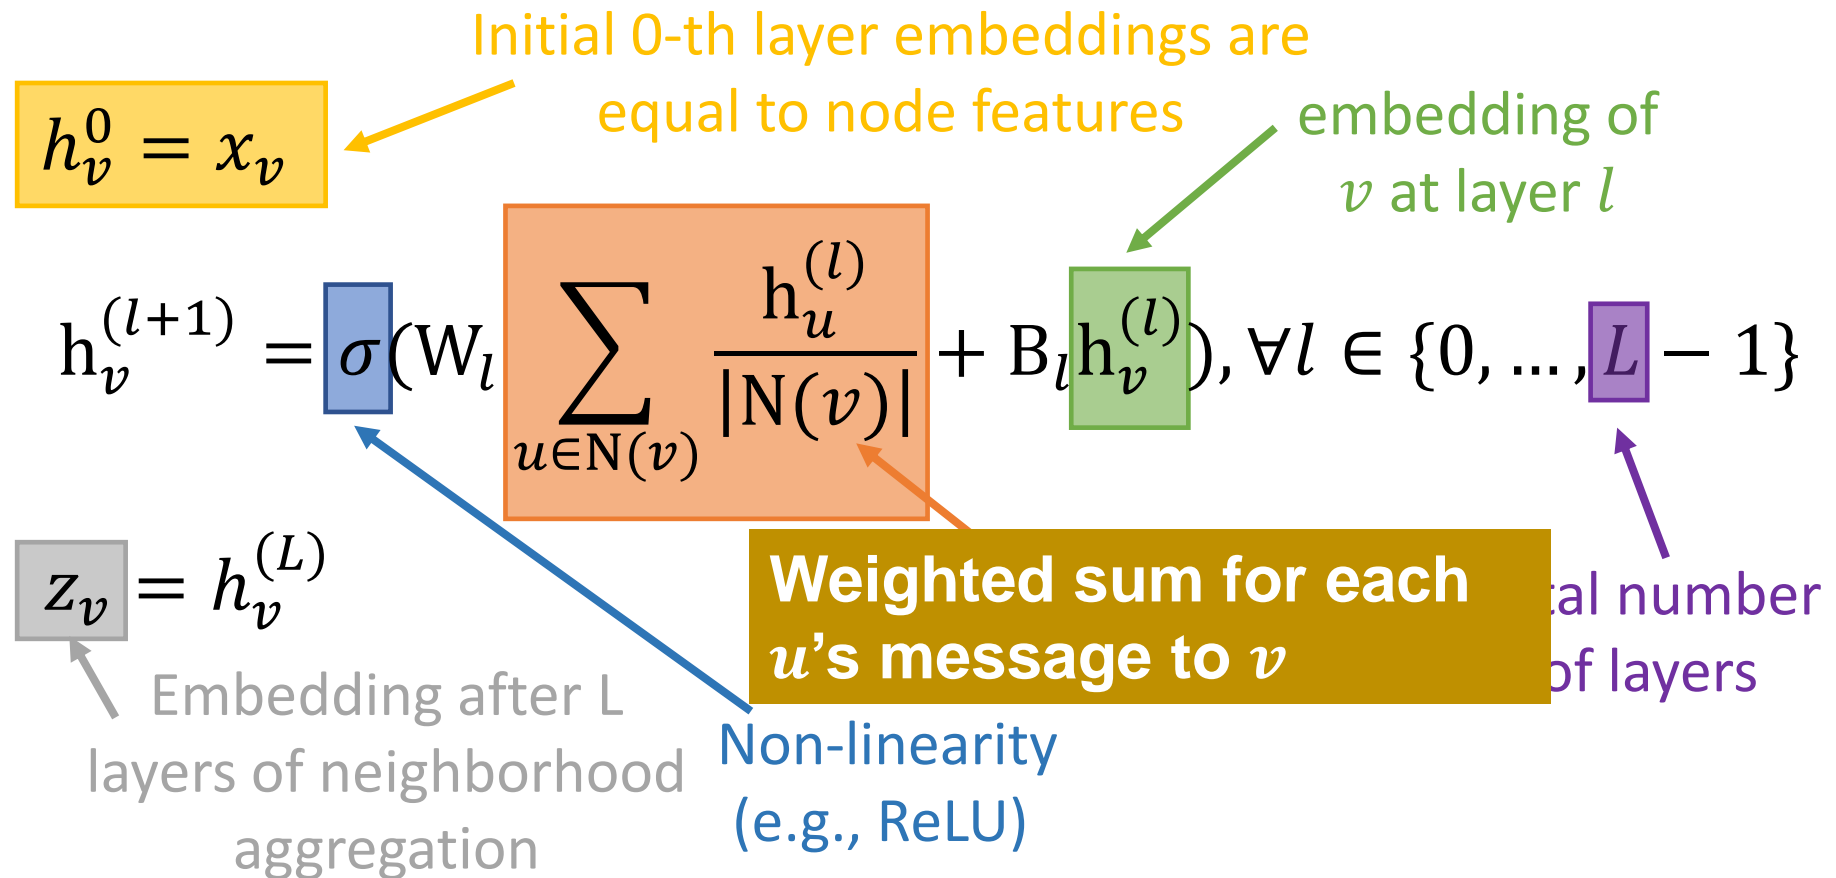 Initial 0-th layer embeddings are
equal to node features
h_v^0 = x_v
embedding of
v at layer l
h_v^{(l+1)} = σ(W_l ∑_{u∈N(v)} h_u^{(l)} / |N(v)| + B_l h_v^{(l)}), ∀l ∈ {0, …, L − 1}
z_v = h_v^{(L)}
Weighted sum for each
u's message to v
number
of layers
Embedding after L
layers of neighborhood
aggregation
Non-linearity
(e.g., ReLU)